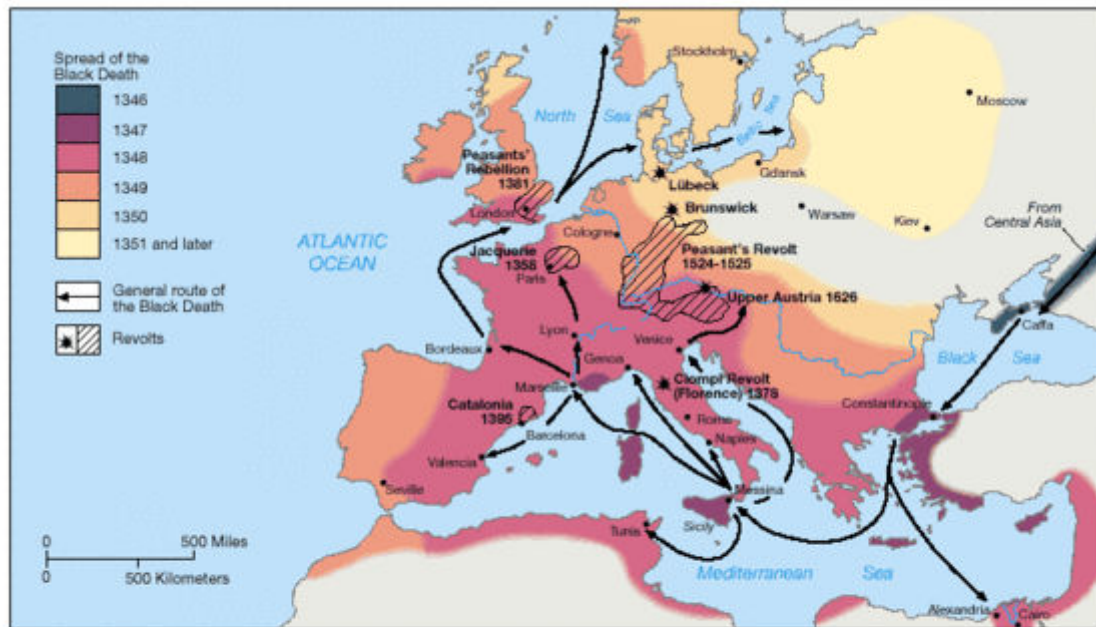 Spread of the
Black Death
1346
1347
1348
1349
1350
1351 and later
General route of
the Black Death
Revolts
Stockholm
Moscow
North Sea
Baltic Sea
Peasants'
Rebellion
1381
London
Lübeck
Gdansk
Brunswick
Warsaw
Kiev
From
Central Asia
Cologne
ATLANTIC
OCEAN
Jacquerie
1358
Paris
Peasant's Revolt
1524-1525
Upper Austria 1626
Caffa
Lyon
Venice
Bordeaux
Genoa
Black Sea
Marseille
Ciompi Revolt
(Florence) 1378
Constantinople
Catalonia
1395
Rome
Barcelona
Naples
Valencia
Messina
Seville
Sicily
Tunis
0 500 Miles
0 500 Kilometers
Mediterranean Sea
Alexandria
Cairo